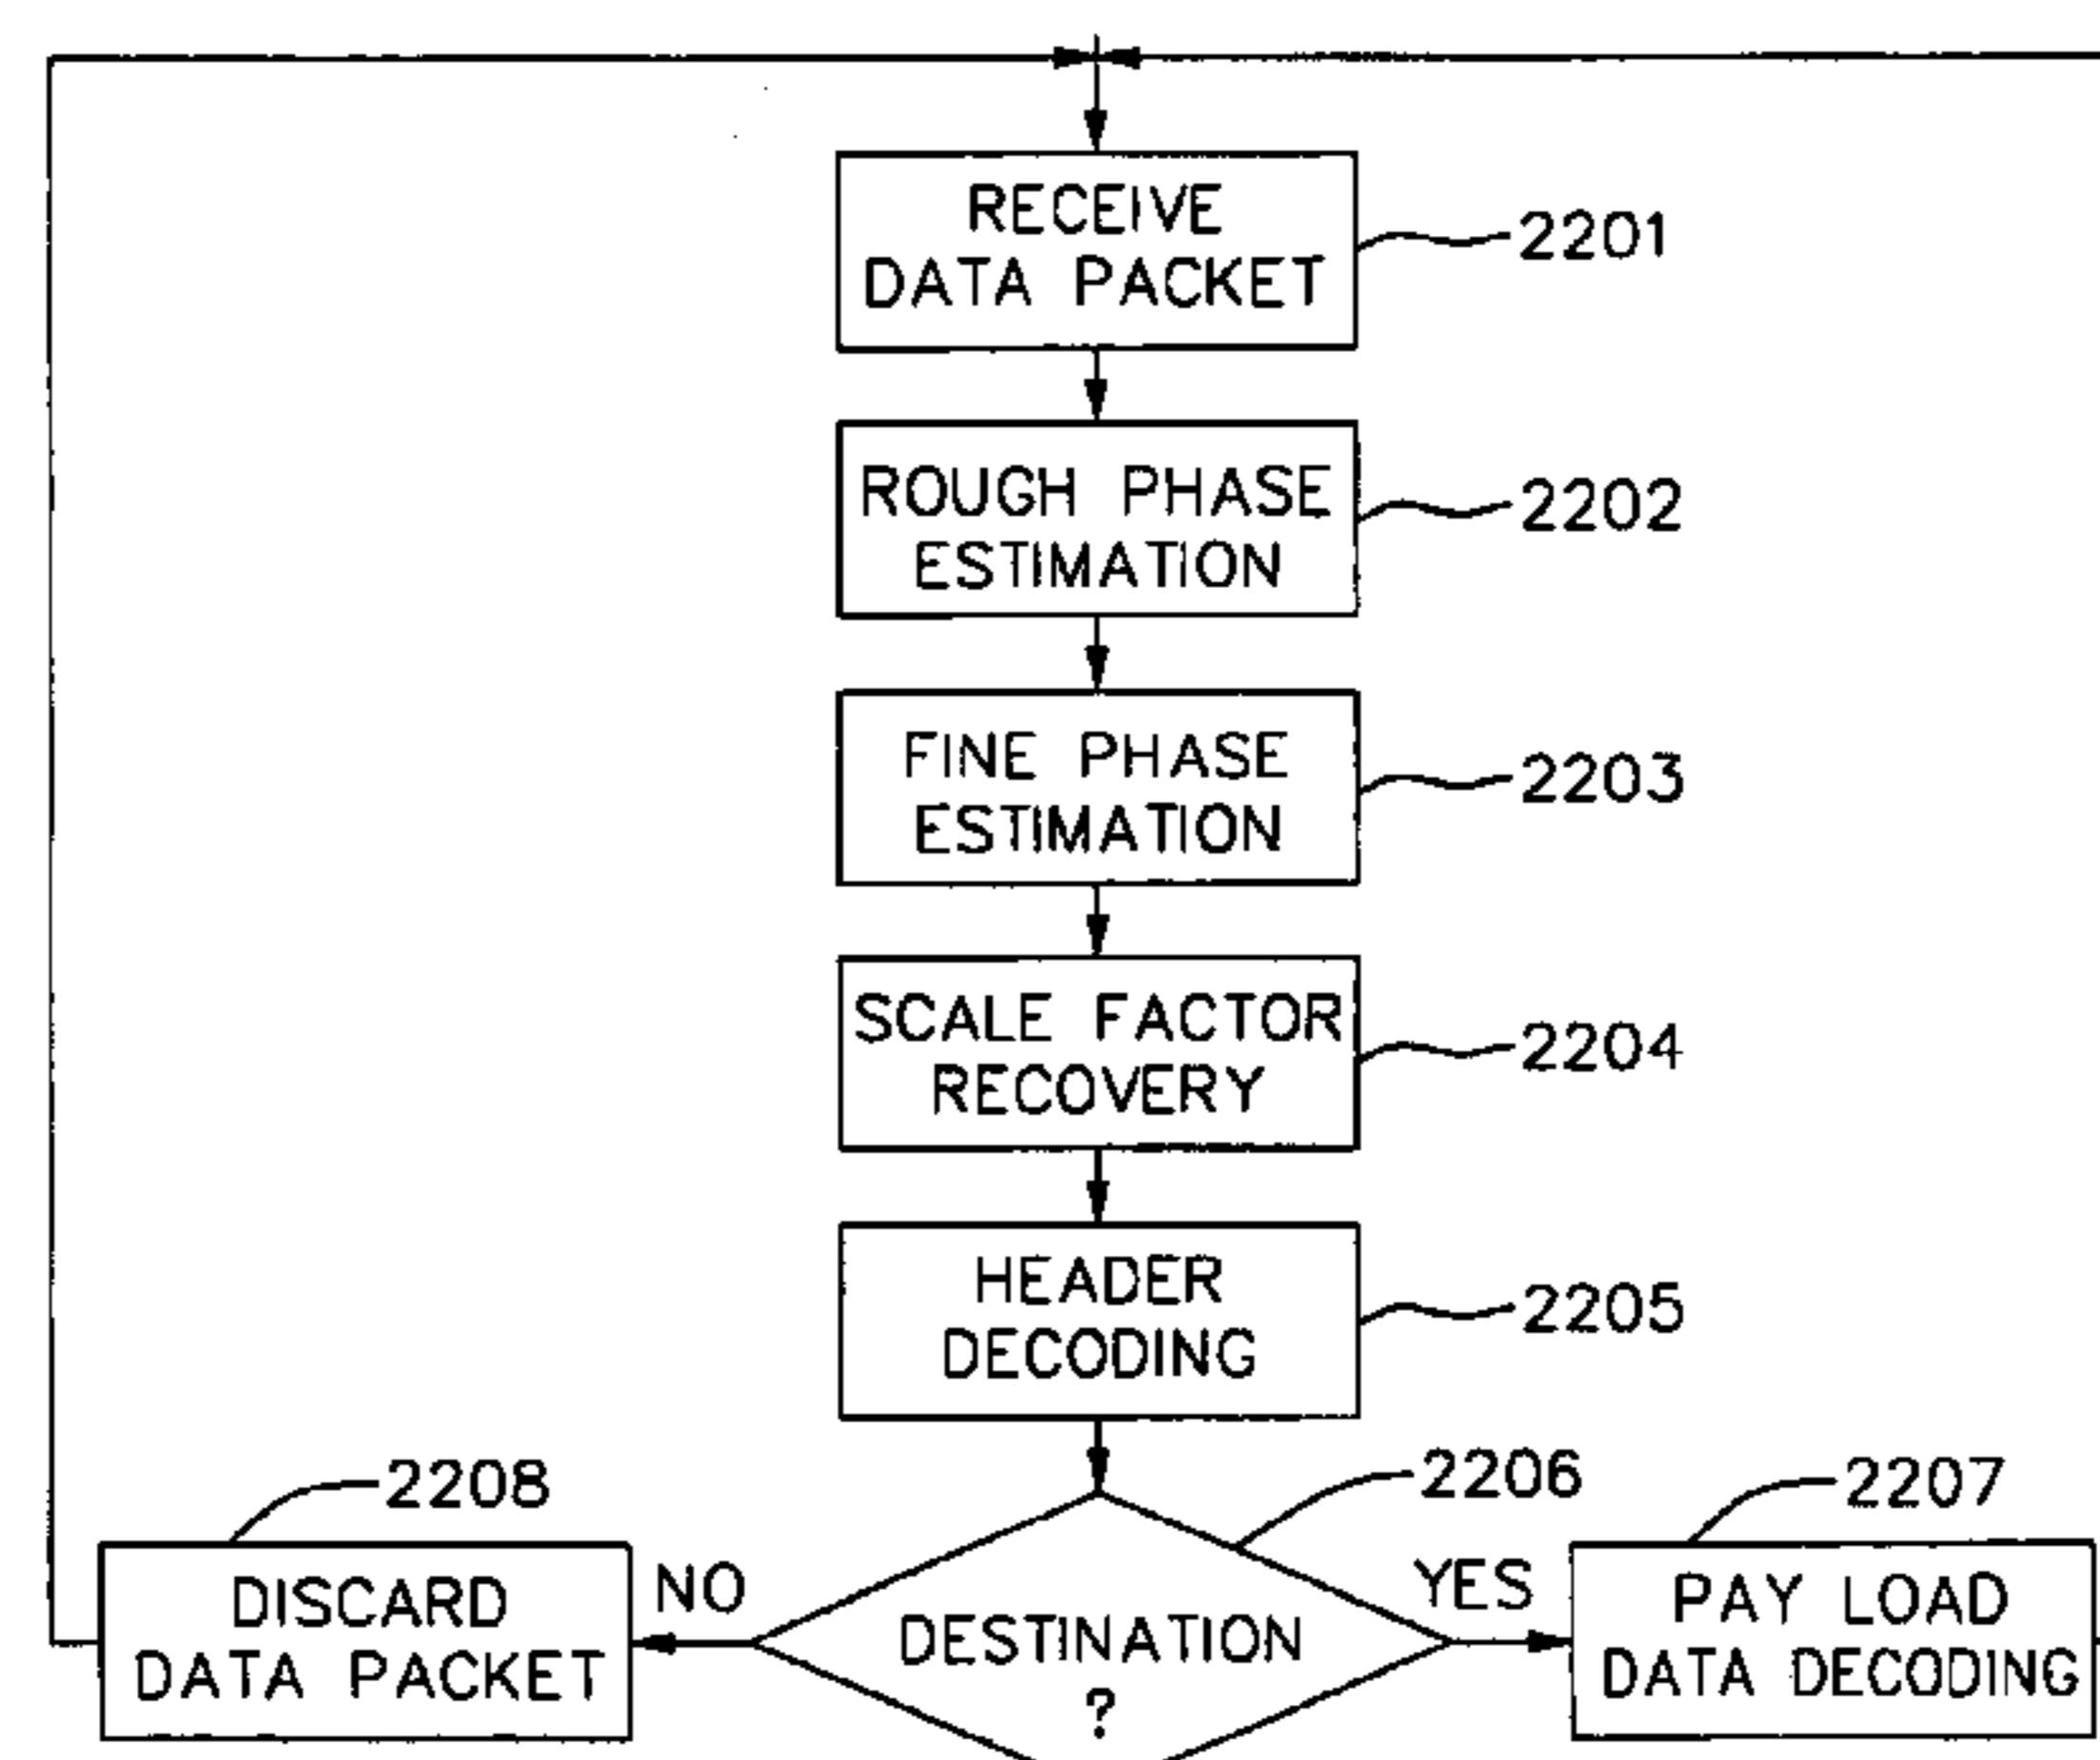 RECEIVE
DATA PACKET
2201
ROUGH PHASE
ESTIMATION
2202
FINE PHASE
ESTIMATION
2203
SCALE FACTOR
RECOVERY
2204
HEADER
DECODING
2205
2208
2206
2207
DISCARD
DATA PACKET
NO
DESTINATION
?
YES
PAY LOAD
DATA DECODING